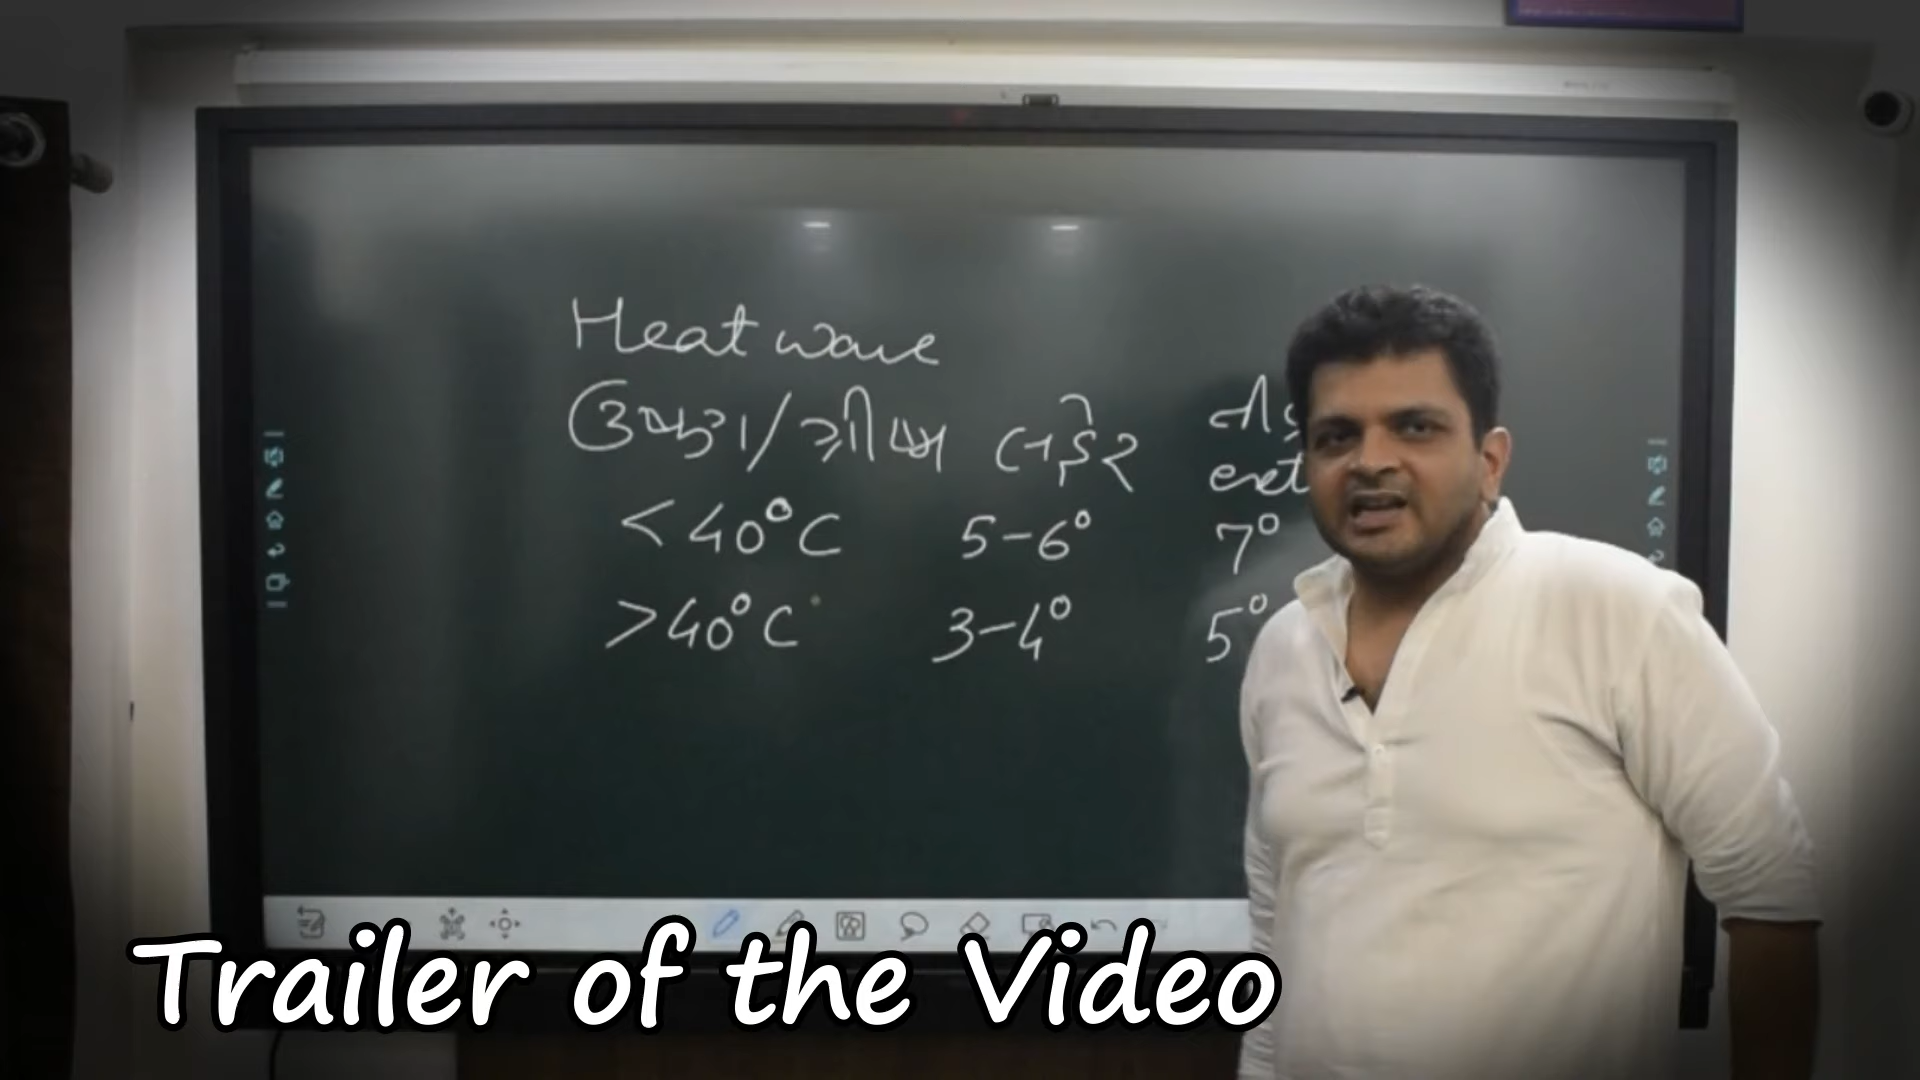 Heat wave
ઉષ્મા/ગ્રીષ્મ લહેર
<40°C 5-6° 7°
>40°C 3-4° 5°
Trailer of the Video